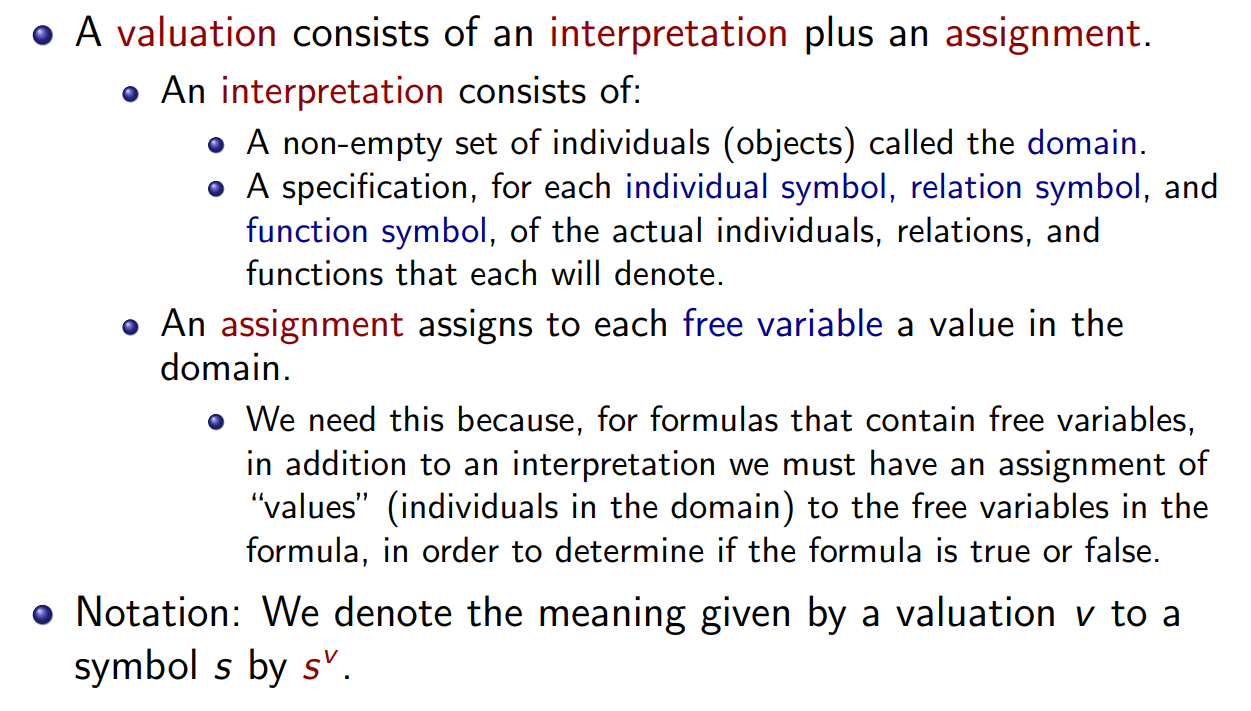 A valuation consists of an interpretation plus an assignment.
An interpretation consists of:
A non-empty set of individuals (objects) called the domain.
A specification, for each individual symbol, relation symbol, and
function symbol, of the actual individuals, relations, and
functions that each will denote.
An assignment assigns to each free variable a value in the
domain.
We need this because, for formulas that contain free variables,
in addition to an interpretation we must have an assignment of
“values” (individuals in the domain) to the free variables in the
formula, in order to determine if the formula is true or false.
Notation: We denote the meaning given by a valuation v to a
symbol s by sᵛ.